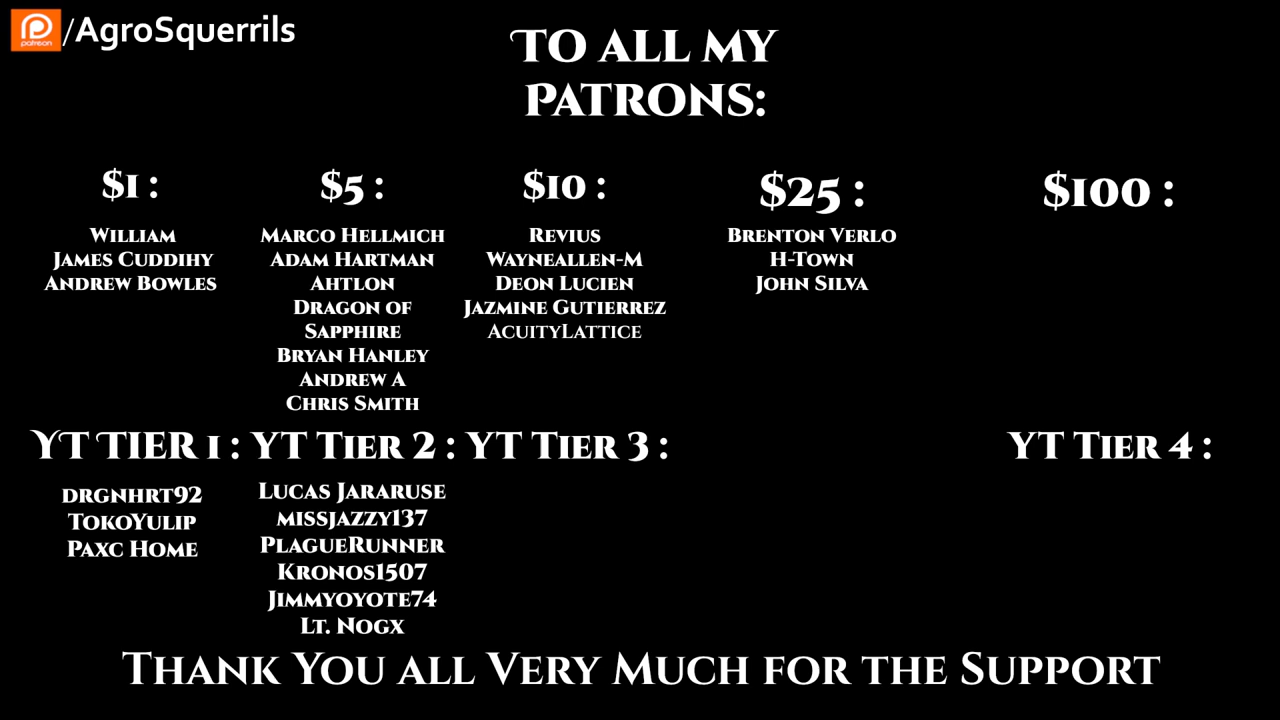 patreon
/AgroSquerrils
To all my
Patrons:
$1 :
William
James Cuddihy
Andrew Bowles
$5 :
Marco Hellmich
Adam Hartman
Ahtlon
Dragon of
Sapphire
Bryan Hanley
Andrew A
Chris Smith
$10 :
Revius
Wayneallen-M
Deon Lucien
Jazmine Gutierrez
AcuityLattice
$25 :
Brenton Verlo
H-Town
John Silva
$100 :
YT Tier 1 :
drgnhrt92
TokoYulip
Paxc Home
YT Tier 2 :
Lucas Jararuse
missjazzy137
PlagueRunner
Kronos1507
Jimmyoyote74
Lt. Nogx
YT Tier 3 :
YT Tier 4 :
Thank You all Very Much for the Support